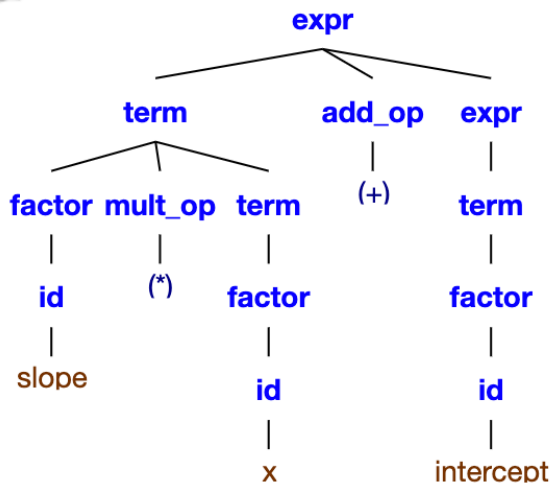 expr
term add_op expr
factor mult_op term (+) term
id (*) factor factor
slope id id
x intercept